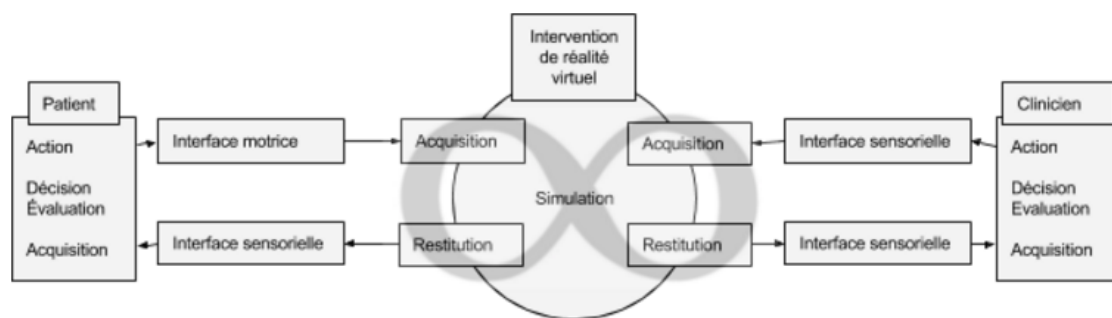 Intervention
de réalité
virtuel
Patient
Action
Décision
Évaluation
Acquisition
Interface motrice
Interface sensorielle
Acquisition
Restitution
Simulation
Acquisition
Restitution
Interface sensorielle
Interface sensorielle
Clinicien
Action
Décision
Evaluation
Acquisition